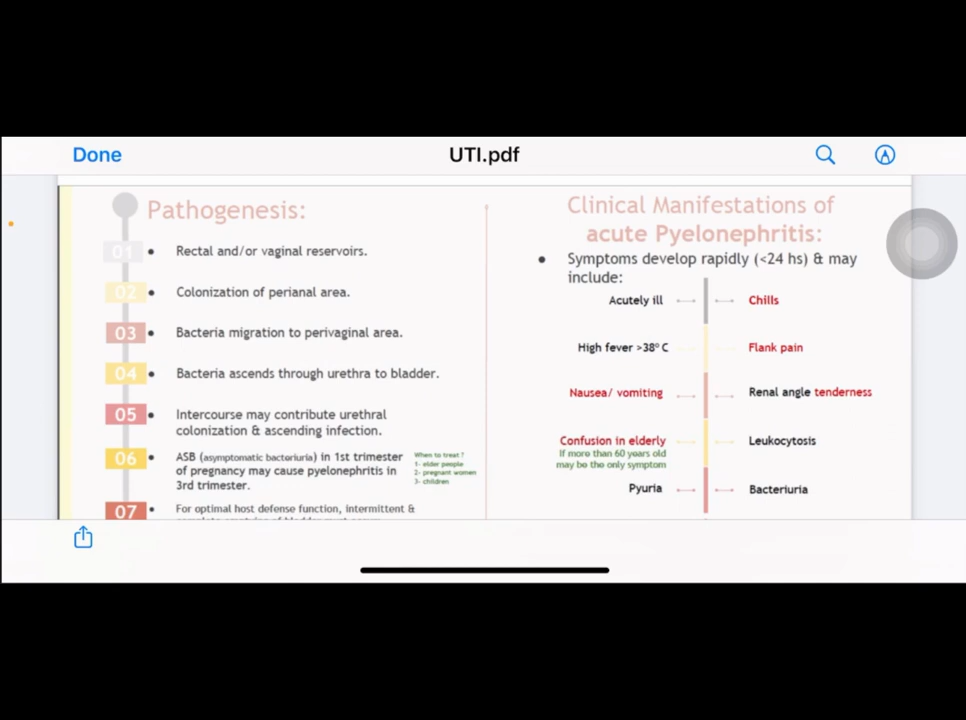 Done
UTI.pdf
Pathogenesis:
01 • Rectal and/or vaginal reservoirs.
02 • Colonization of perianal area.
03 • Bacteria migration to perivaginal area.
04 • Bacteria ascends through urethra to bladder.
05 • Intercourse may contribute urethral
colonization & ascending infection.
06 • ASB (asymptomatic bacteriuria) in 1st trimester
of pregnancy may cause pyelonephritis in
3rd trimester.
When to treat ?
1- elder people
2- pregnant women
3- children
07 • For optimal host defense function, intermittent &
Clinical Manifestations of
acute Pyelonephritis:
• Symptoms develop rapidly (<24 hs) & may
include:
Acutely ill
Chills
High fever >38º C
Flank pain
Nausea/ vomiting
Renal angle tenderness
Confusion in elderly
If more than 60 years old
may be the only symptom
Leukocytosis
Pyuria
Bacteriuria